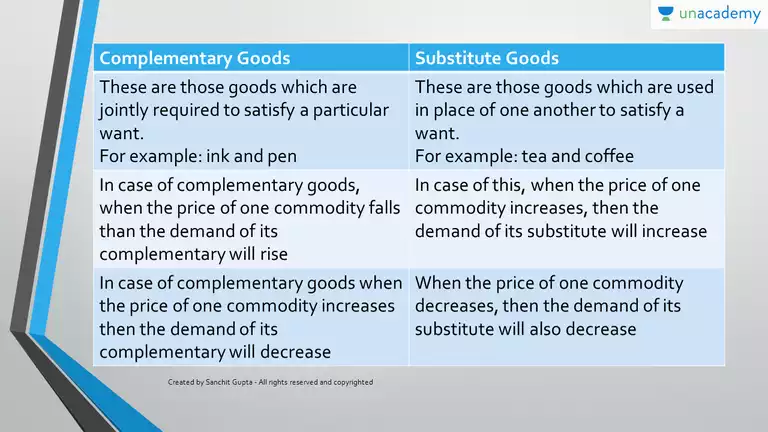 unacademy
Complementary Goods
Substitute Goods
These are those goods which are
jointly required to satisfy a particular
want.
For example: ink and pen
These are those goods which are used
in place of one another to satisfy a
want.
For example: tea and coffee
In case of complementary goods,
when the price of one commodity falls
than the demand of its
complementary will rise
In case of this, when the price of one
commodity increases, then the
demand of its substitute will increase
In case of complementary goods when
the price of one commodity increases
then the demand of its
complementary will decrease
When the price of one commodity
decreases, then the demand of its
substitute will also decrease
Created by Sanchit Gupta - All rights reserved and copyrighted